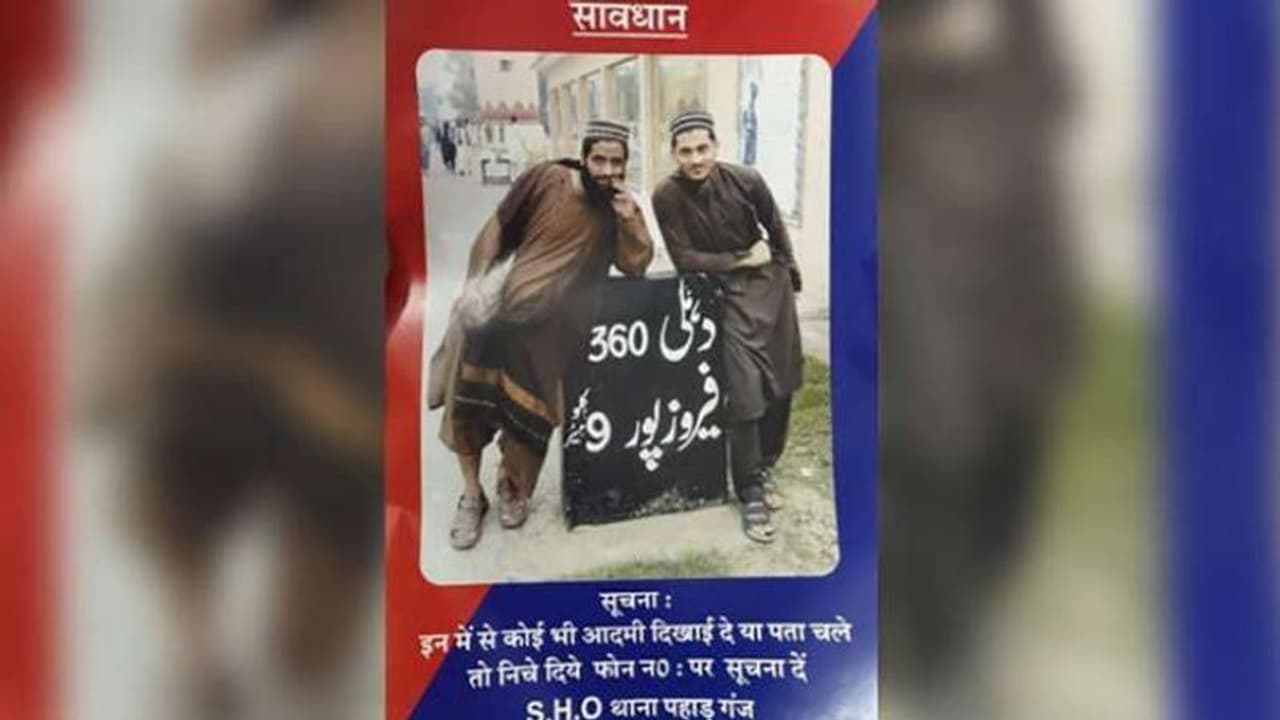 सावधान
دہلی 360
فیروزپور 9
सूचना :
इन में से कोई भी आदमी दिखाई दे या पता चले
तो निचे दिये फोन न0 : पर सूचना दें
S.H.O थाना पहाड़ गंज